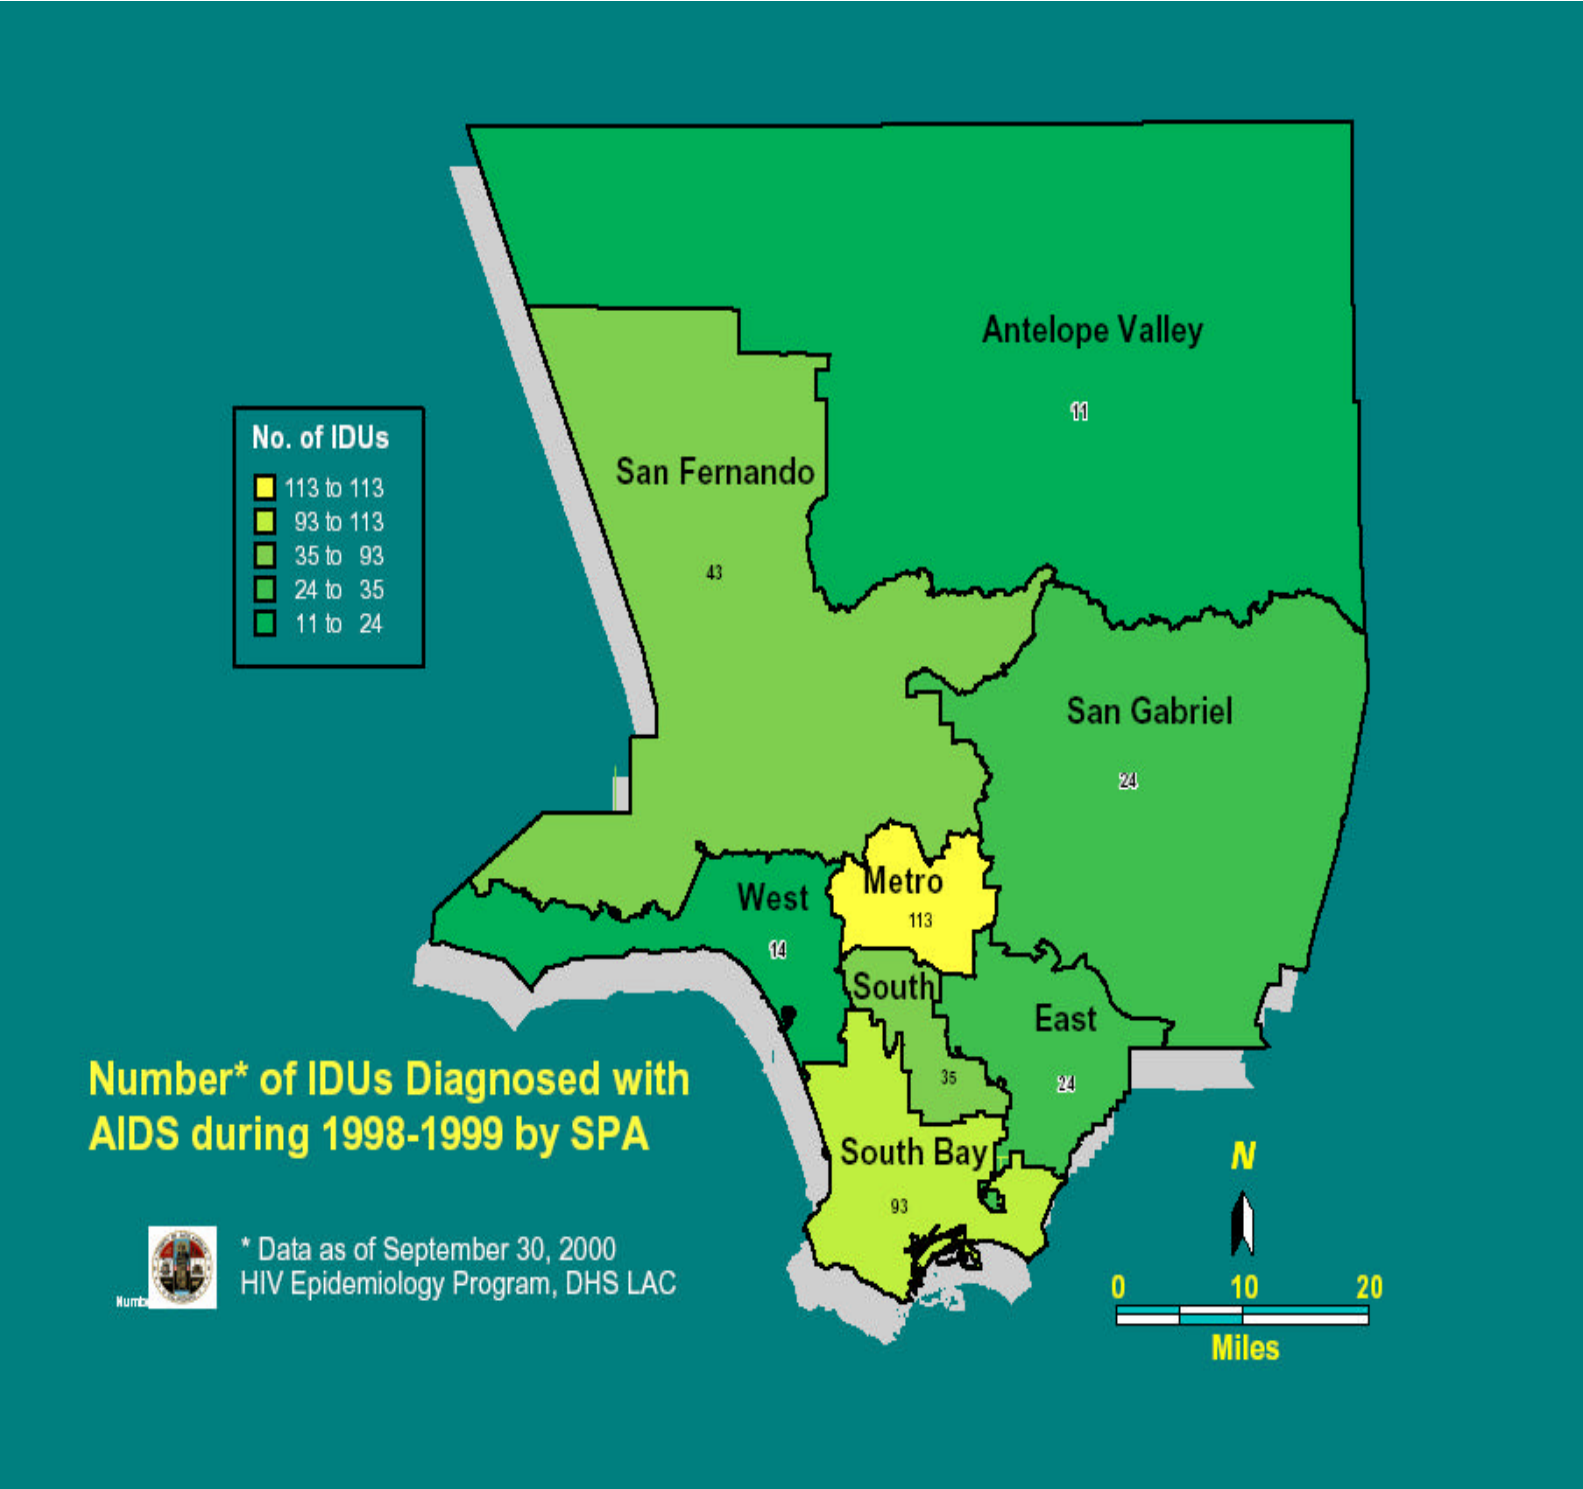 Antelope Valley
11
San Fernando
43
No. of IDUs
113 to 113
93 to 113
35 to 93
24 to 35
11 to 24
San Gabriel
24
Metro
113
West
14
South
35
East
24
South Bay
93
Number* of IDUs Diagnosed with
AIDS during 1998-1999 by SPA
* Data as of September 30, 2000
HIV Epidemiology Program, DHS LAC
N
0 10 20
Miles